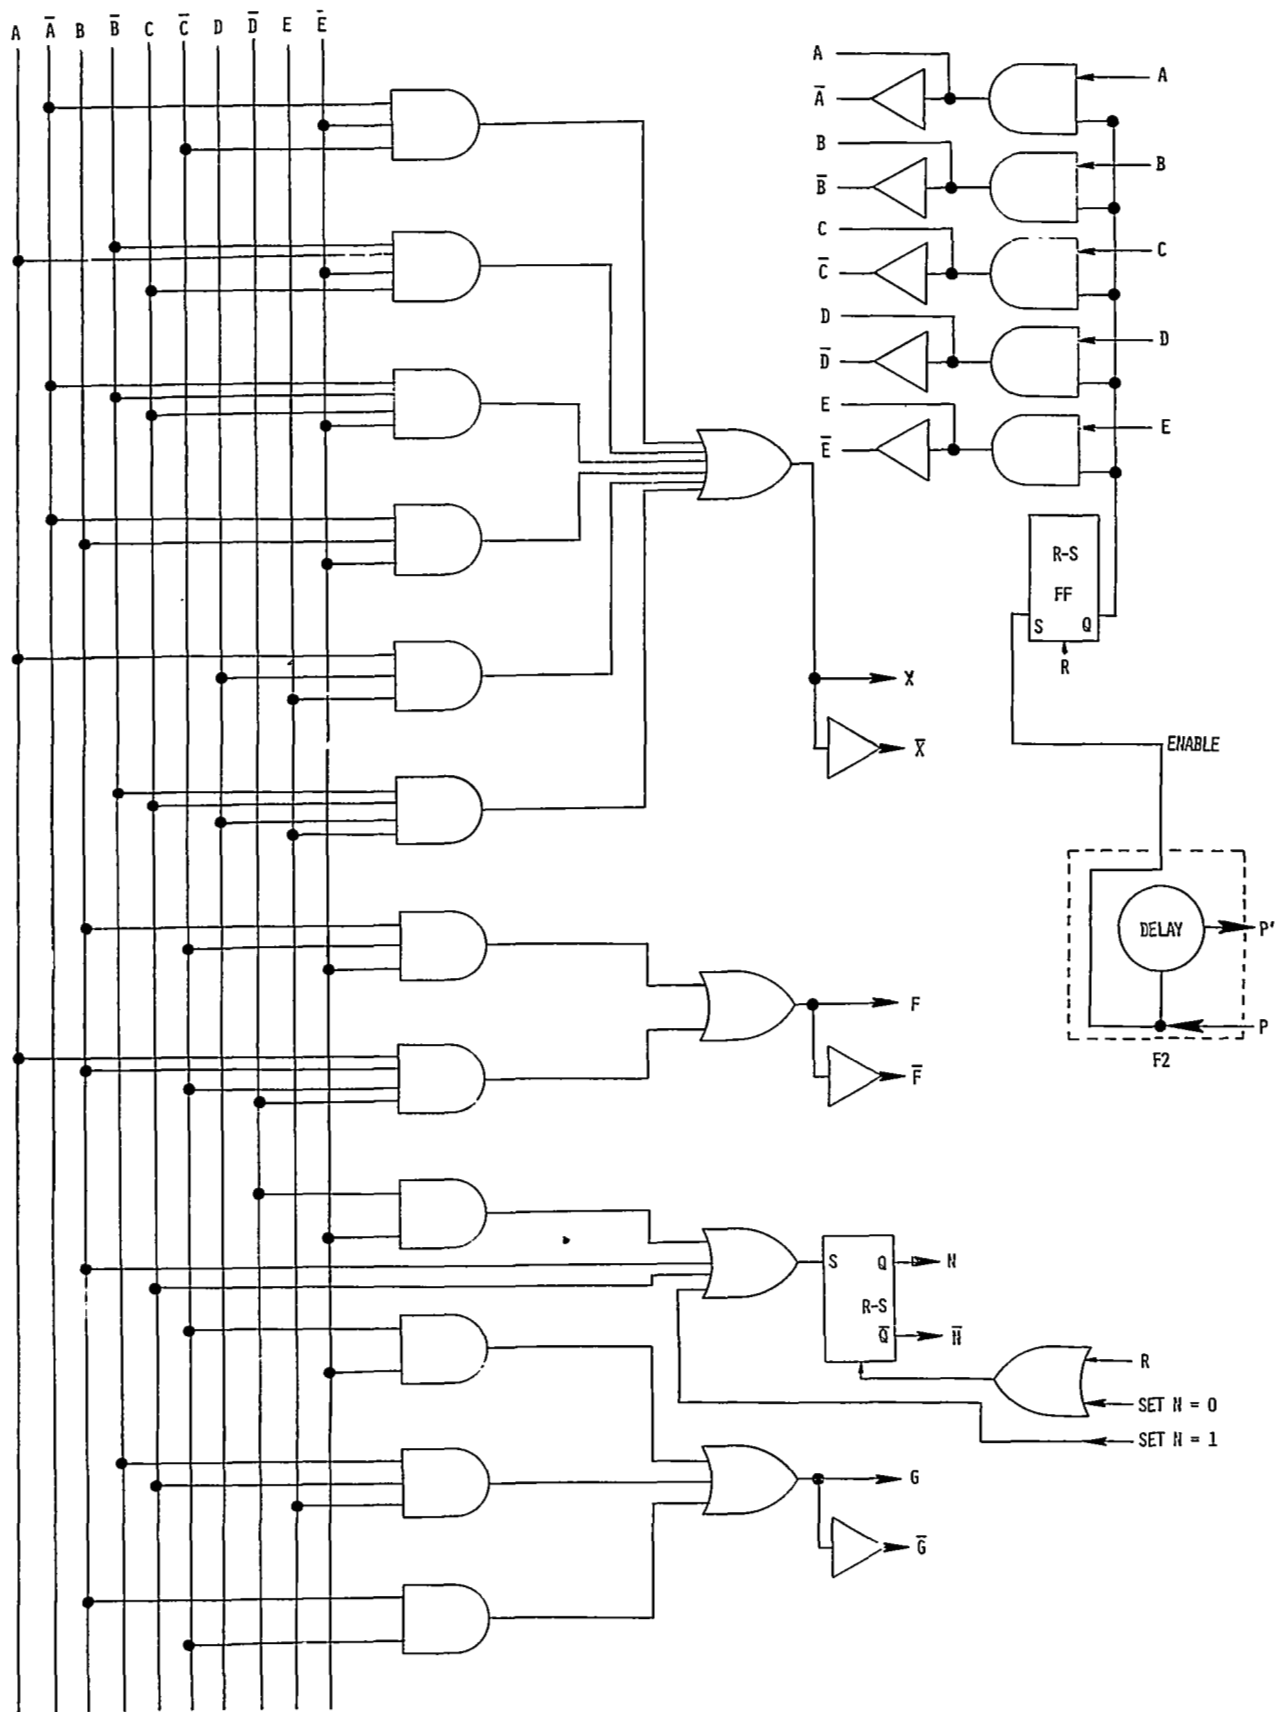 A A̅ B B̅ C C̅ D D̅ E E̅
A
A̅
A
B
B̅
B
C
C̅
C
D
D̅
D
E
E̅
E
R-S
FF
S Q
R
X
X̅
ENABLE
DELAY
P'
P
F2
F
F̅
S Q
N
R-S
Q̅
N̅
R
SET N = 0
SET N = 1
G
G̅